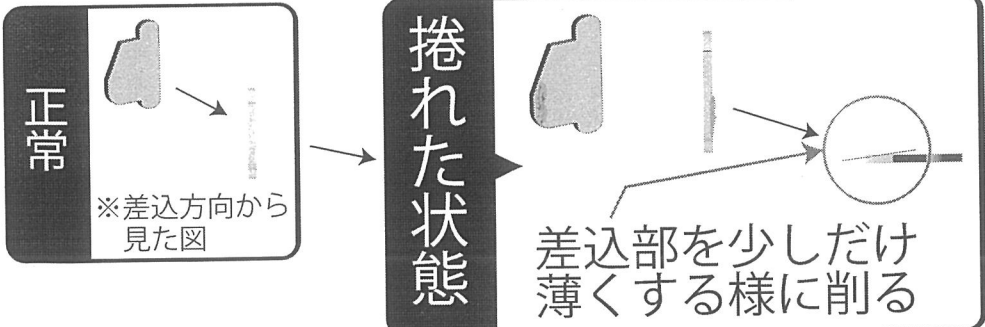 正常
※差込方向から
見た図
捲れた状態
差込部を少しだけ
薄くする様に削る